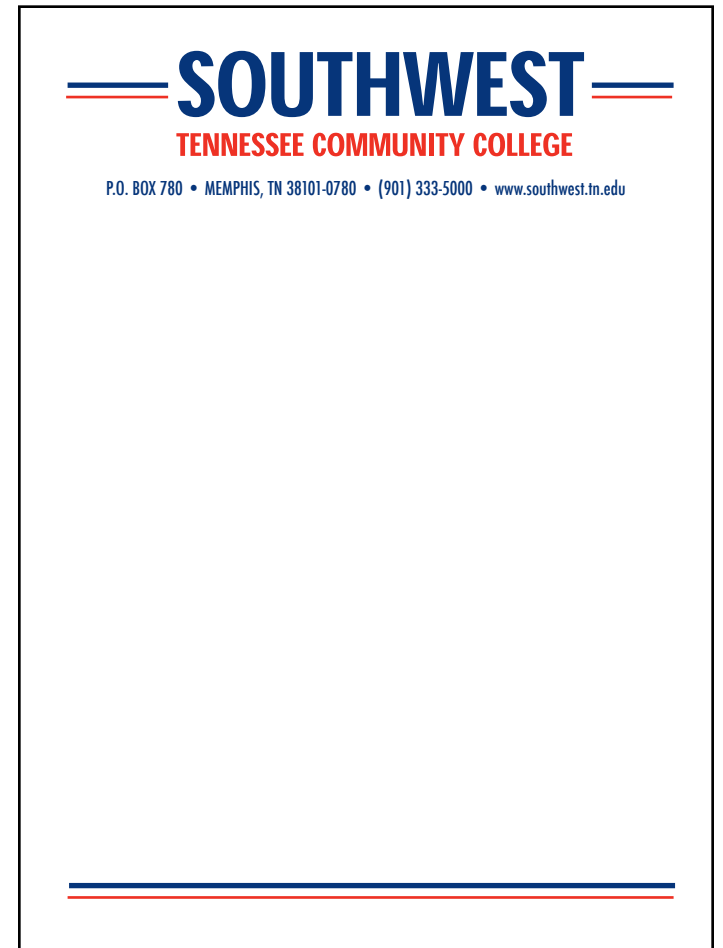 SOUTHWEST
TENNESSEE COMMUNITY COLLEGE
P.O. BOX 780 • MEMPHIS, TN 38101-0780 • (901) 333-5000 • www.southwest.tn.edu